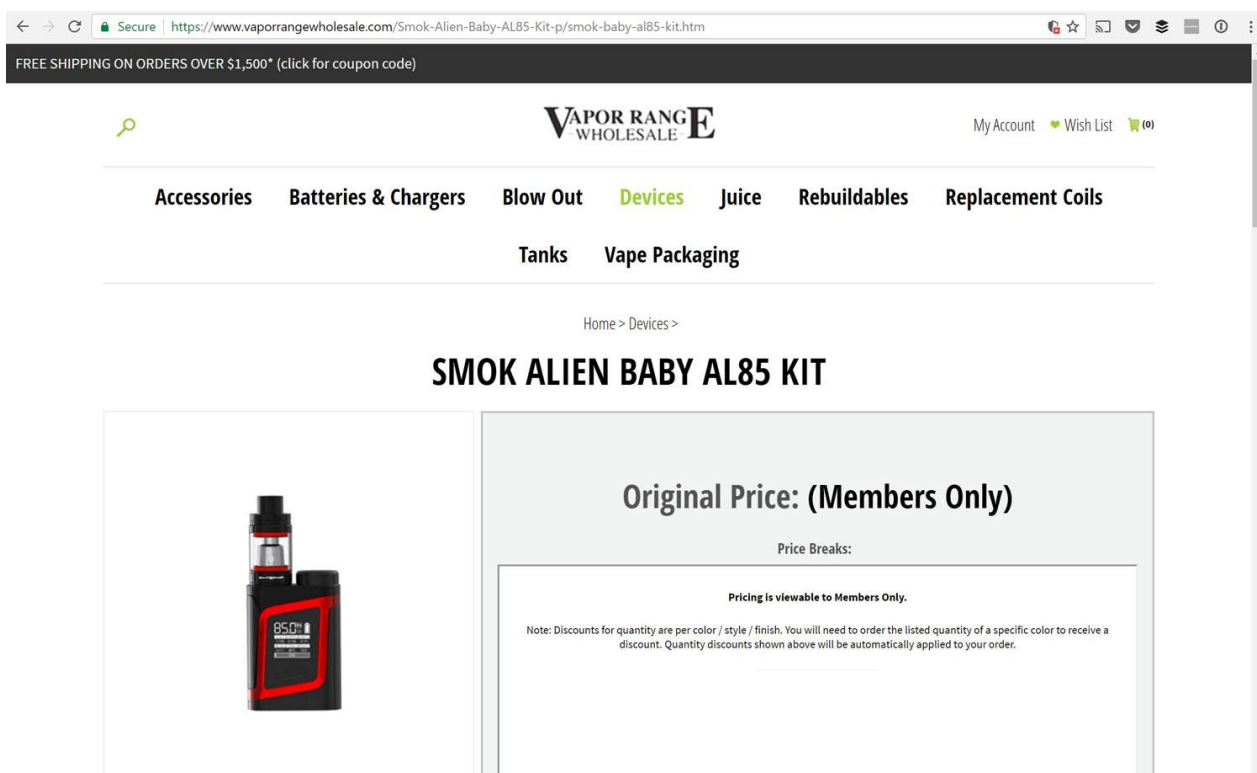 Secure | https://www.vaporrangewholesale.com/Smok-Alien-Baby-AL85-Kit-p/smok-baby-al85-kit.htm
FREE SHIPPING ON ORDERS OVER $1,500* (click for coupon code)
VAPOR RANGE
WHOLESALE
My Account Wish List (0)
Accessories Batteries & Chargers Blow Out Devices Juice Rebuildables Replacement Coils
Tanks Vape Packaging
Home > Devices >
SMOK ALIEN BABY AL85 KIT
Original Price: (Members Only)
Price Breaks:
Pricing is viewable to Members Only.
Note: Discounts for quantity are per color / style / finish. You will need to order the listed quantity of a specific color to receive a
discount. Quantity discounts shown above will be automatically applied to your order.
85.0